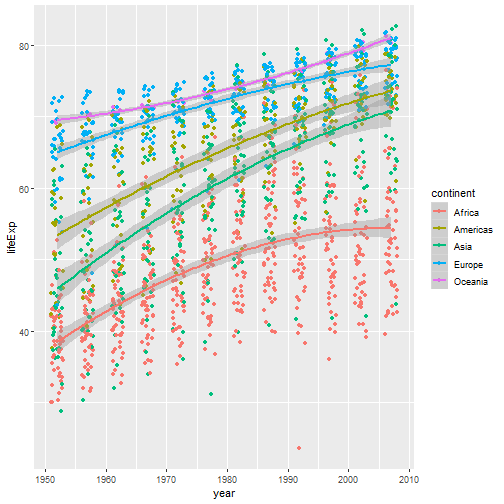 80
60
40
lifeExp
1950
1960
1970
1980
1990
2000
2010
year
continent
Africa
Americas
Asia
Europe
Oceania